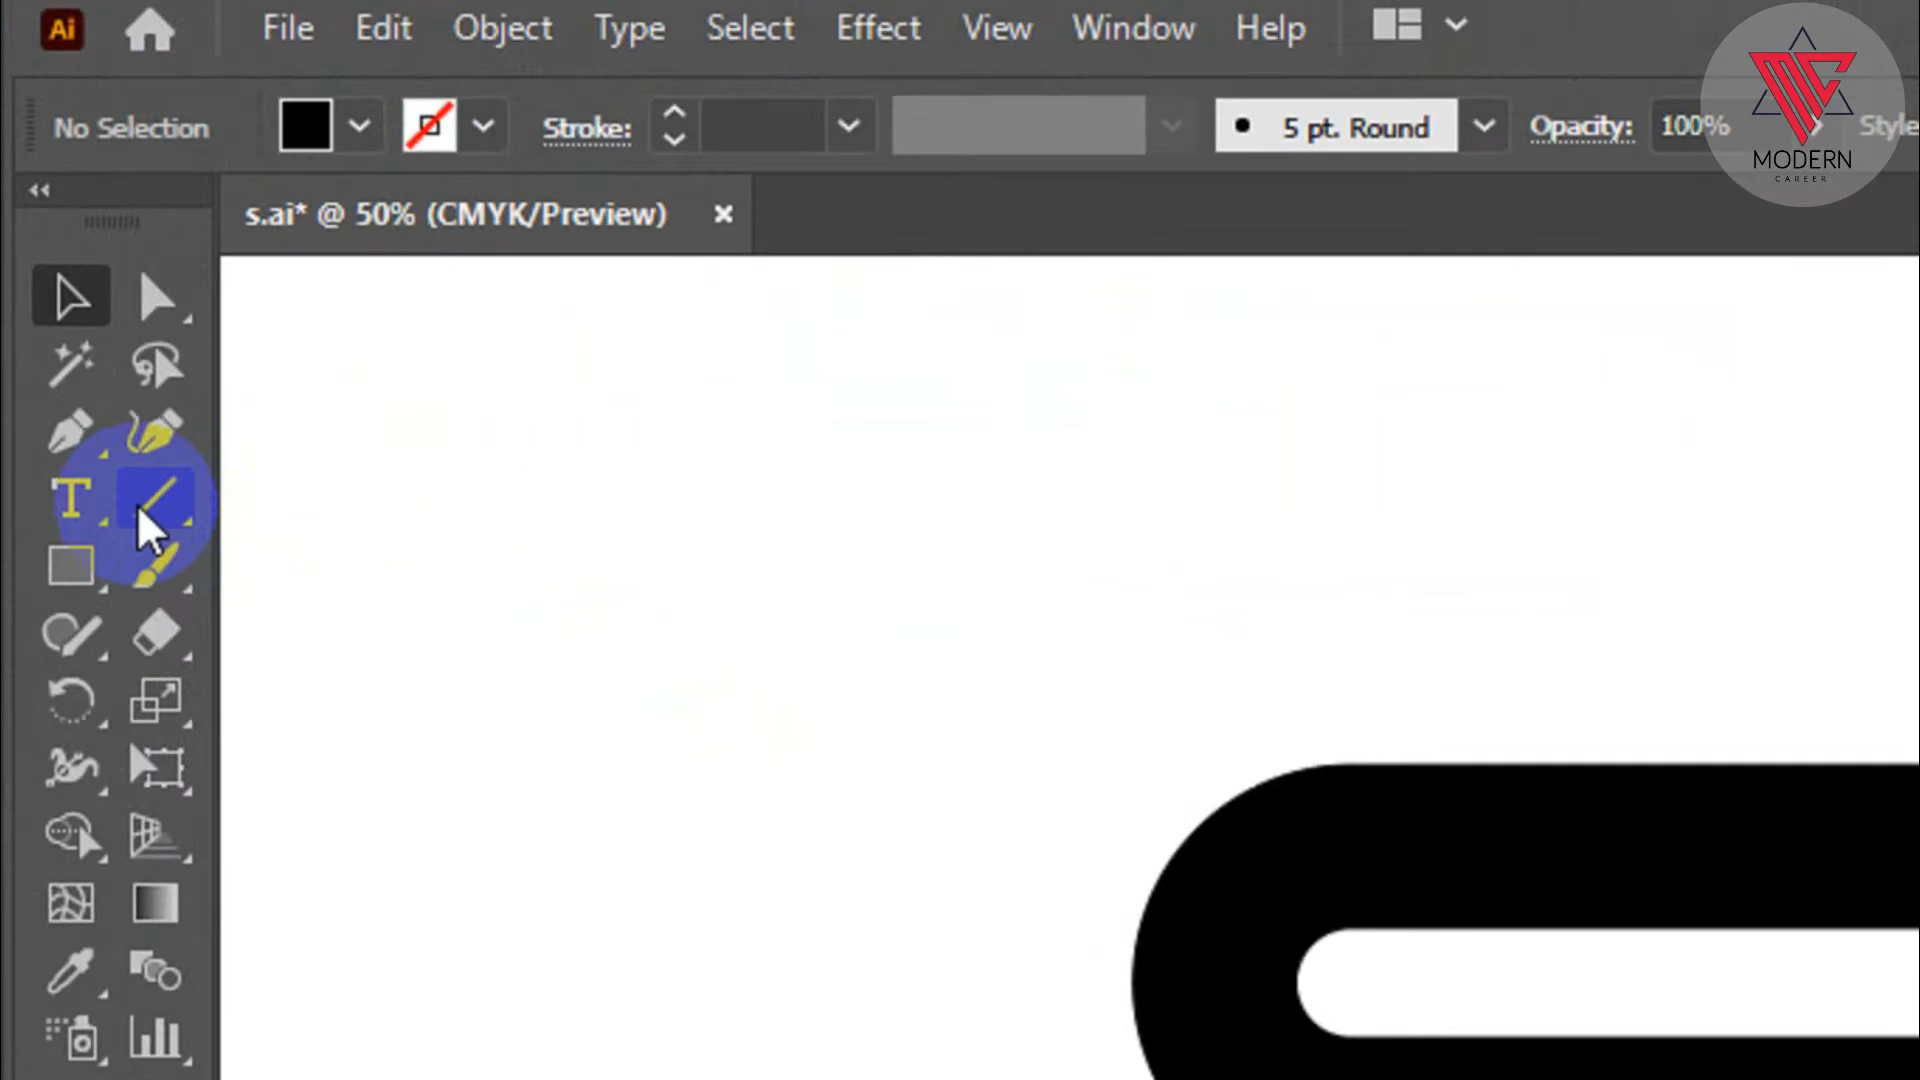 Ai File Edit Object Type Select Effect View Window Help
No Selection Stroke: 5 pt. Round Opacity: 100% Style
MODERN
CAREER
s.ai* @ 50% (CMYK/Preview)